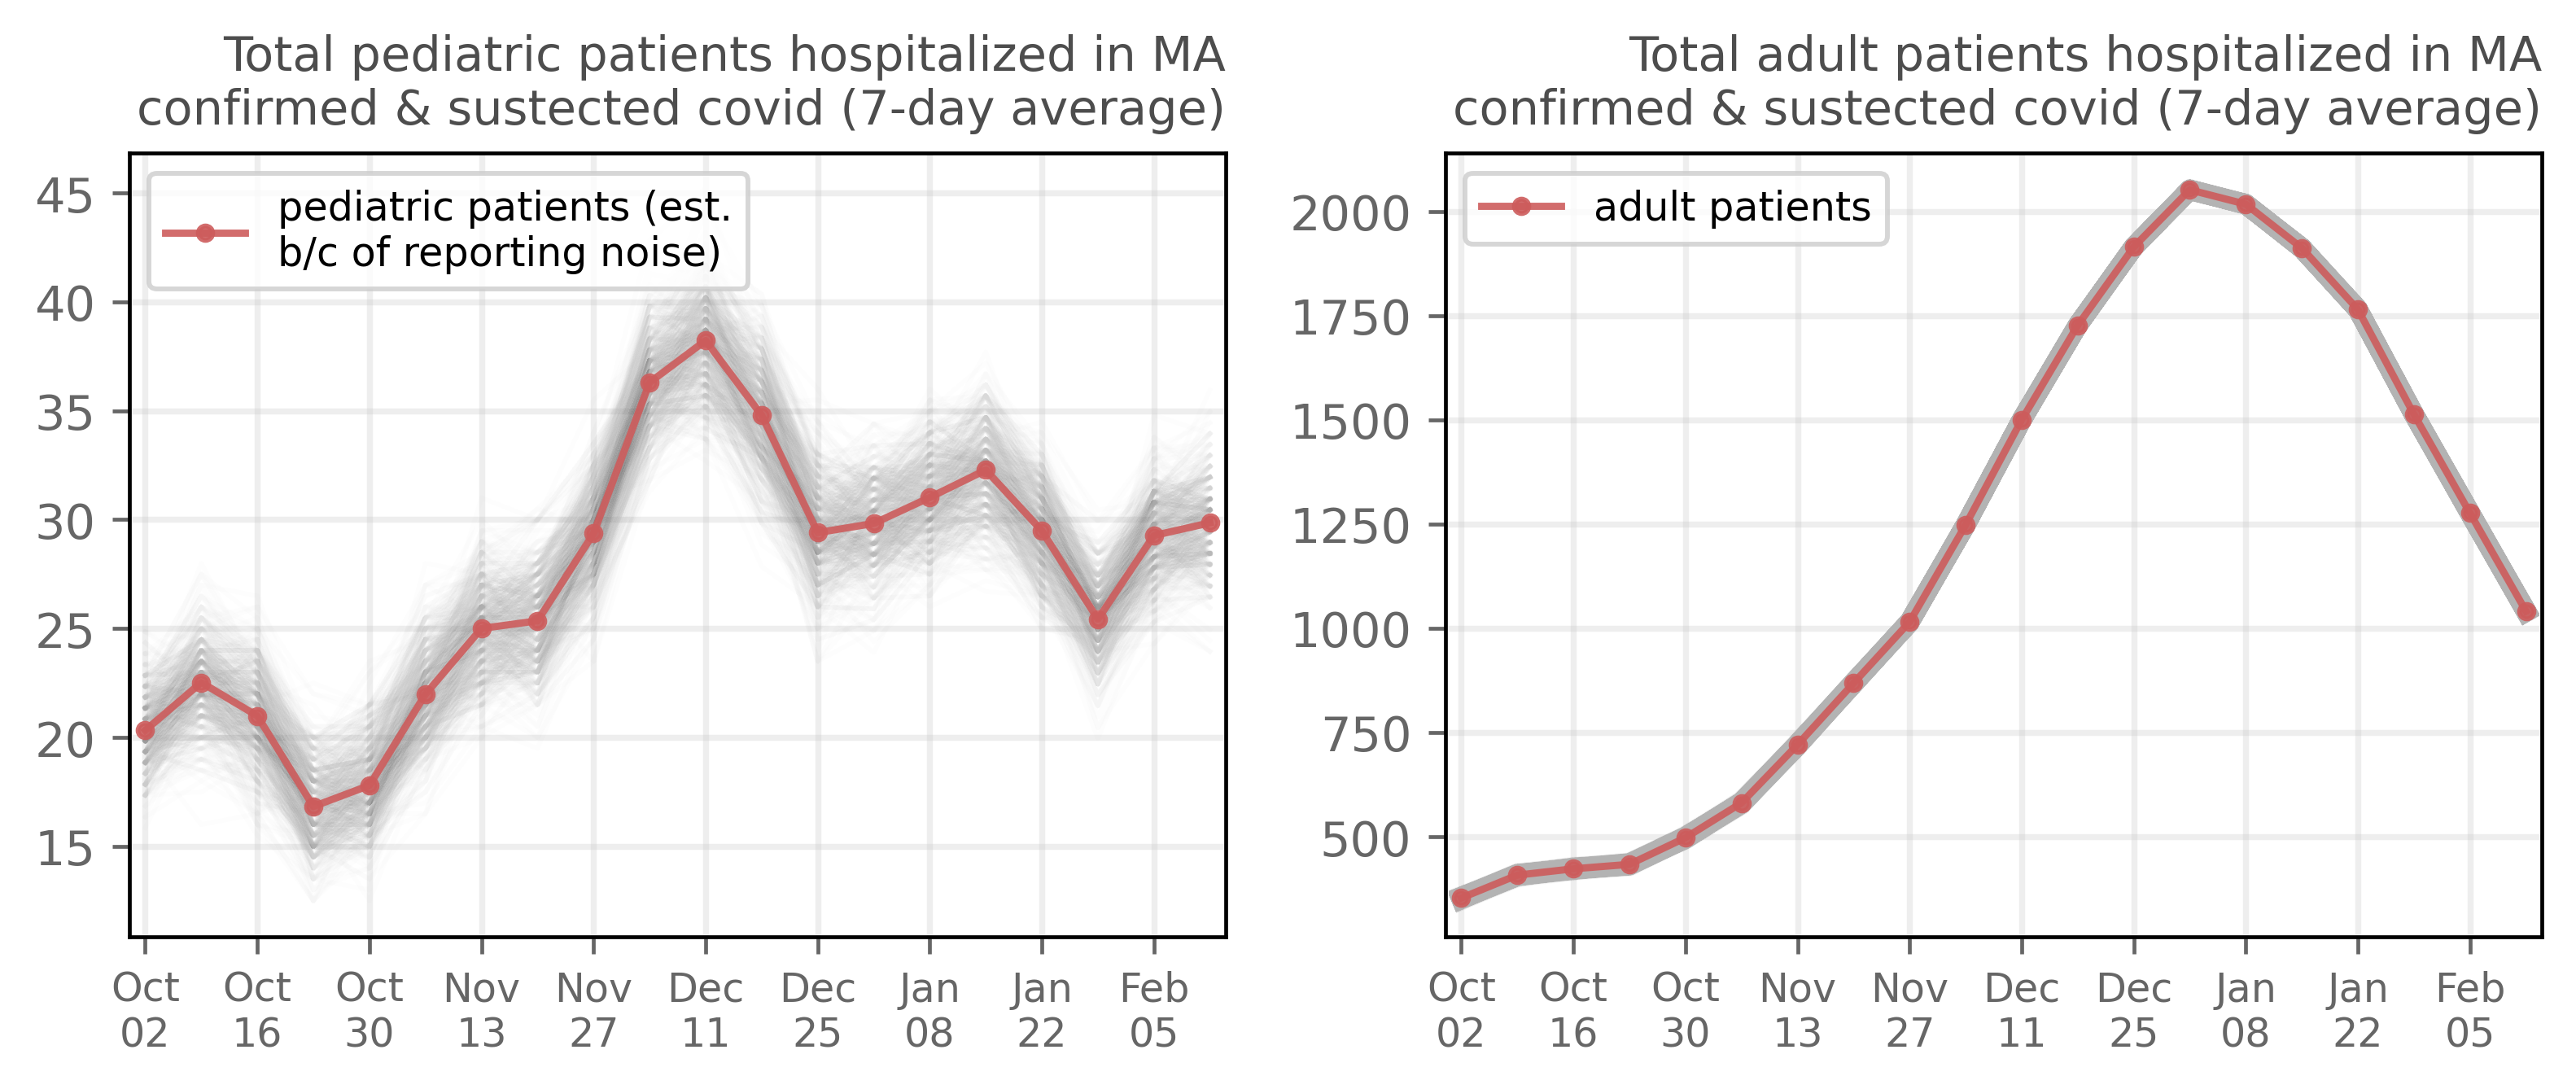 Total pediatric patients hospitalized in MA
confirmed & sustected covid (7-day average)
pediatric patients (est.
b/c of reporting noise)
45
40
35
30
25
20
15
Oct Oct Oct Nov Nov Dec Dec Jan Jan Feb
02 16 30 13 27 11 25 08 22 05
Total adult patients hospitalized in MA
confirmed & sustected covid (7-day average)
adult patients
2000
1750
1500
1250
1000
750
500
Oct Oct Oct Nov Nov Dec Dec Jan Jan Feb
02 16 30 13 27 11 25 08 22 05